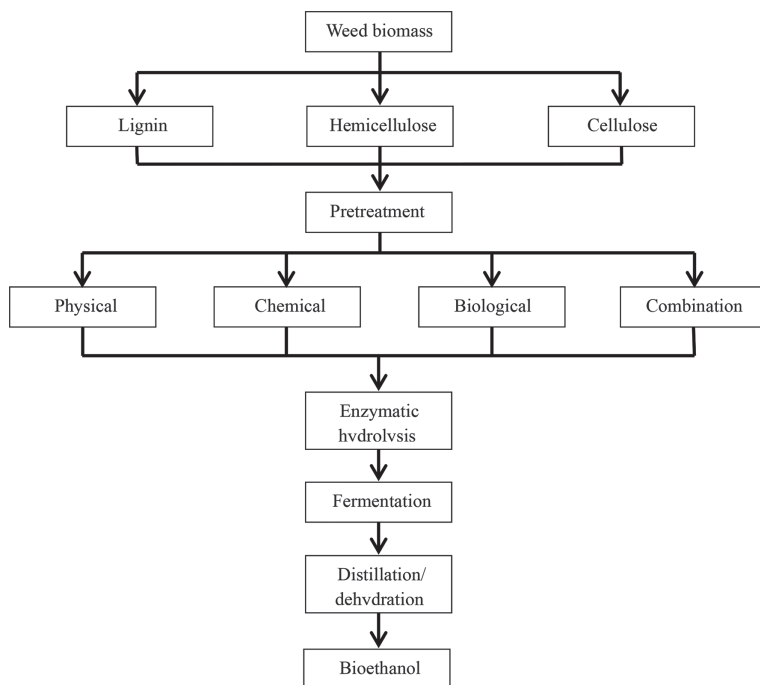 Weed biomass
Lignin
Hemicellulose
Cellulose
Pretreatment
Physical
Chemical
Biological
Combination
Enzymatic
hydrolysis
Fermentation
Distillation/
dehydration
Bioethanol